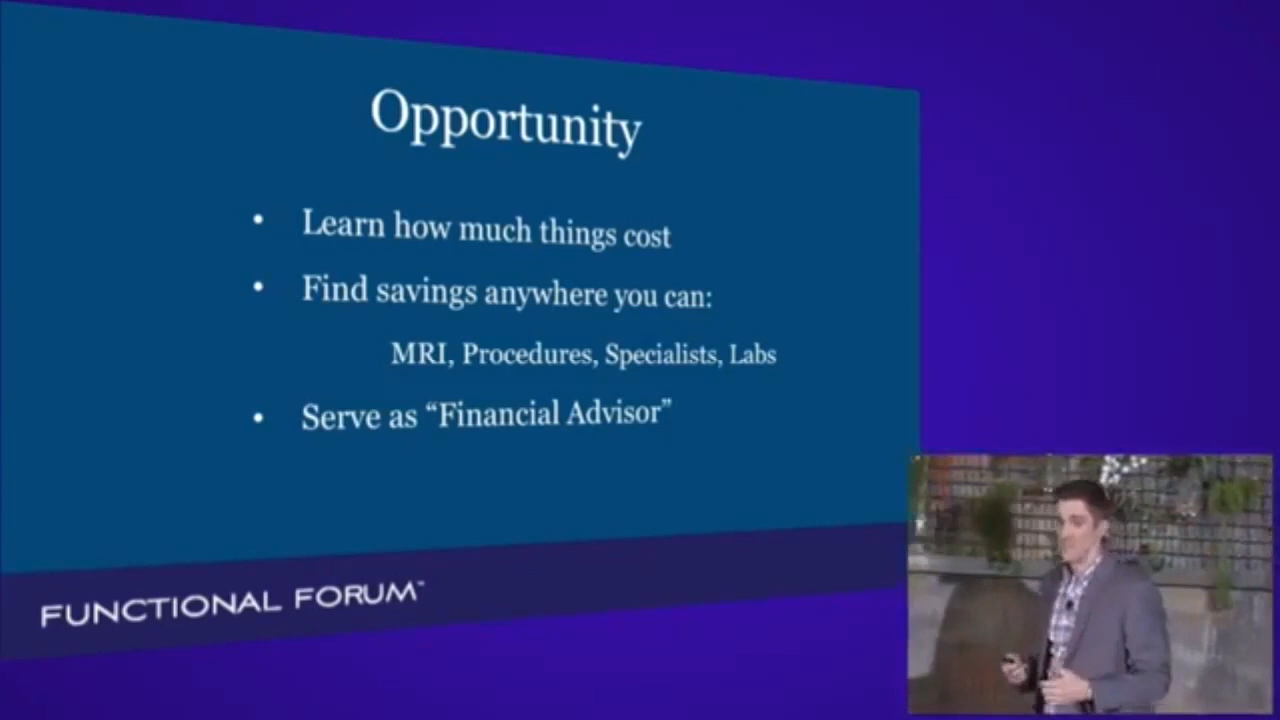 Opportunity
• Learn how much things cost
• Find savings anywhere you can:
MRI, Procedures, Specialists, Labs
• Serve as “Financial Advisor”
FUNCTIONAL FORUM™